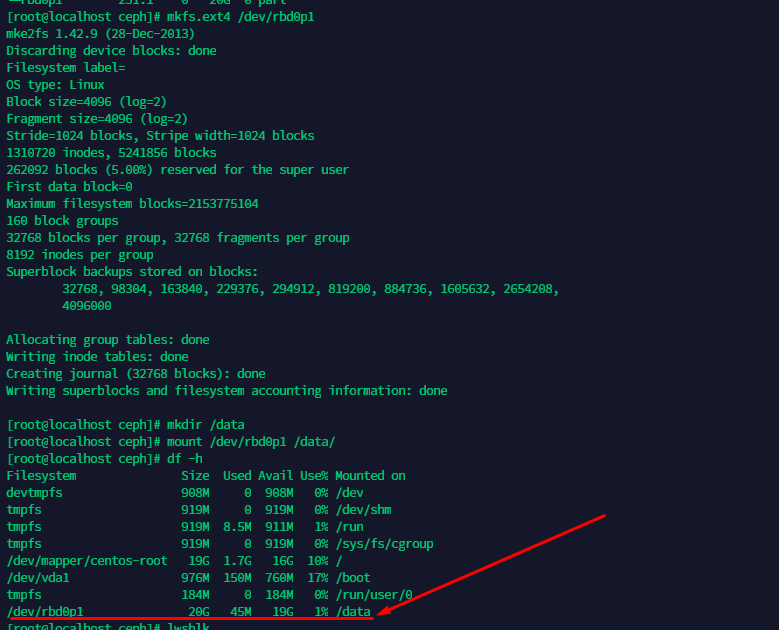 └─rbd0p1        251:1    0   20G  0 part
[root@localhost ceph]# mkfs.ext4 /dev/rbd0p1
mke2fs 1.42.9 (28-Dec-2013)
Discarding device blocks: done
Filesystem label=
OS type: Linux
Block size=4096 (log=2)
Fragment size=4096 (log=2)
Stride=1024 blocks, Stripe width=1024 blocks
1310720 inodes, 5241856 blocks
262092 blocks (5.00%) reserved for the super user
First data block=0
Maximum filesystem blocks=2153775104
160 block groups
32768 blocks per group, 32768 fragments per group
8192 inodes per group
Superblock backups stored on blocks:
32768, 98304, 163840, 229376, 294912, 819200, 884736, 1605632, 2654208,
4096000
Allocating group tables: done
Writing inode tables: done
Creating journal (32768 blocks): done
Writing superblocks and filesystem accounting information: done
[root@localhost ceph]# mkdir /data
[root@localhost ceph]# mount /dev/rbd0p1 /data/
[root@localhost ceph]# df -h
Filesystem               Size  Used Avail Use% Mounted on
devtmpfs                 908M     0  908M   0% /dev
tmpfs                    919M     0  919M   0% /dev/shm
tmpfs                    919M  8.5M  911M   1% /run
tmpfs                    919M     0  919M   0% /sys/fs/cgroup
/dev/mapper/centos-root   19G  1.7G   16G  10% /
/dev/vda1                976M  150M  760M  17% /boot
tmpfs                    184M     0  184M   0% /run/user/0
/dev/rbd0p1               20G   45M   19G   1% /data
[root@localhost ceph]# lwsblk